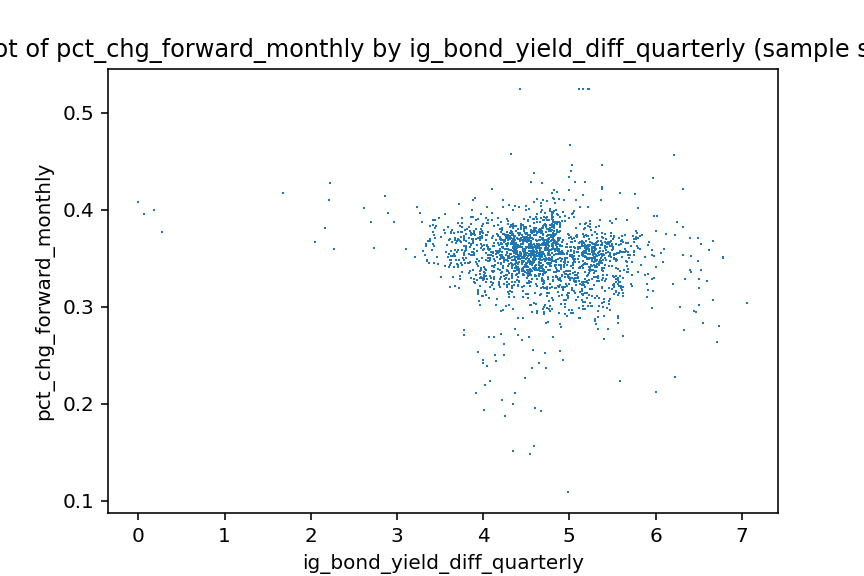 of pct_chg_forward_monthly by ig_bond_yield_diff_quarterly (sample
0.5
0.4
0.3
0.2
0.1
pct_chg_forward_monthly
0 1 2 3 4 5 6 7
ig_bond_yield_diff_quarterly